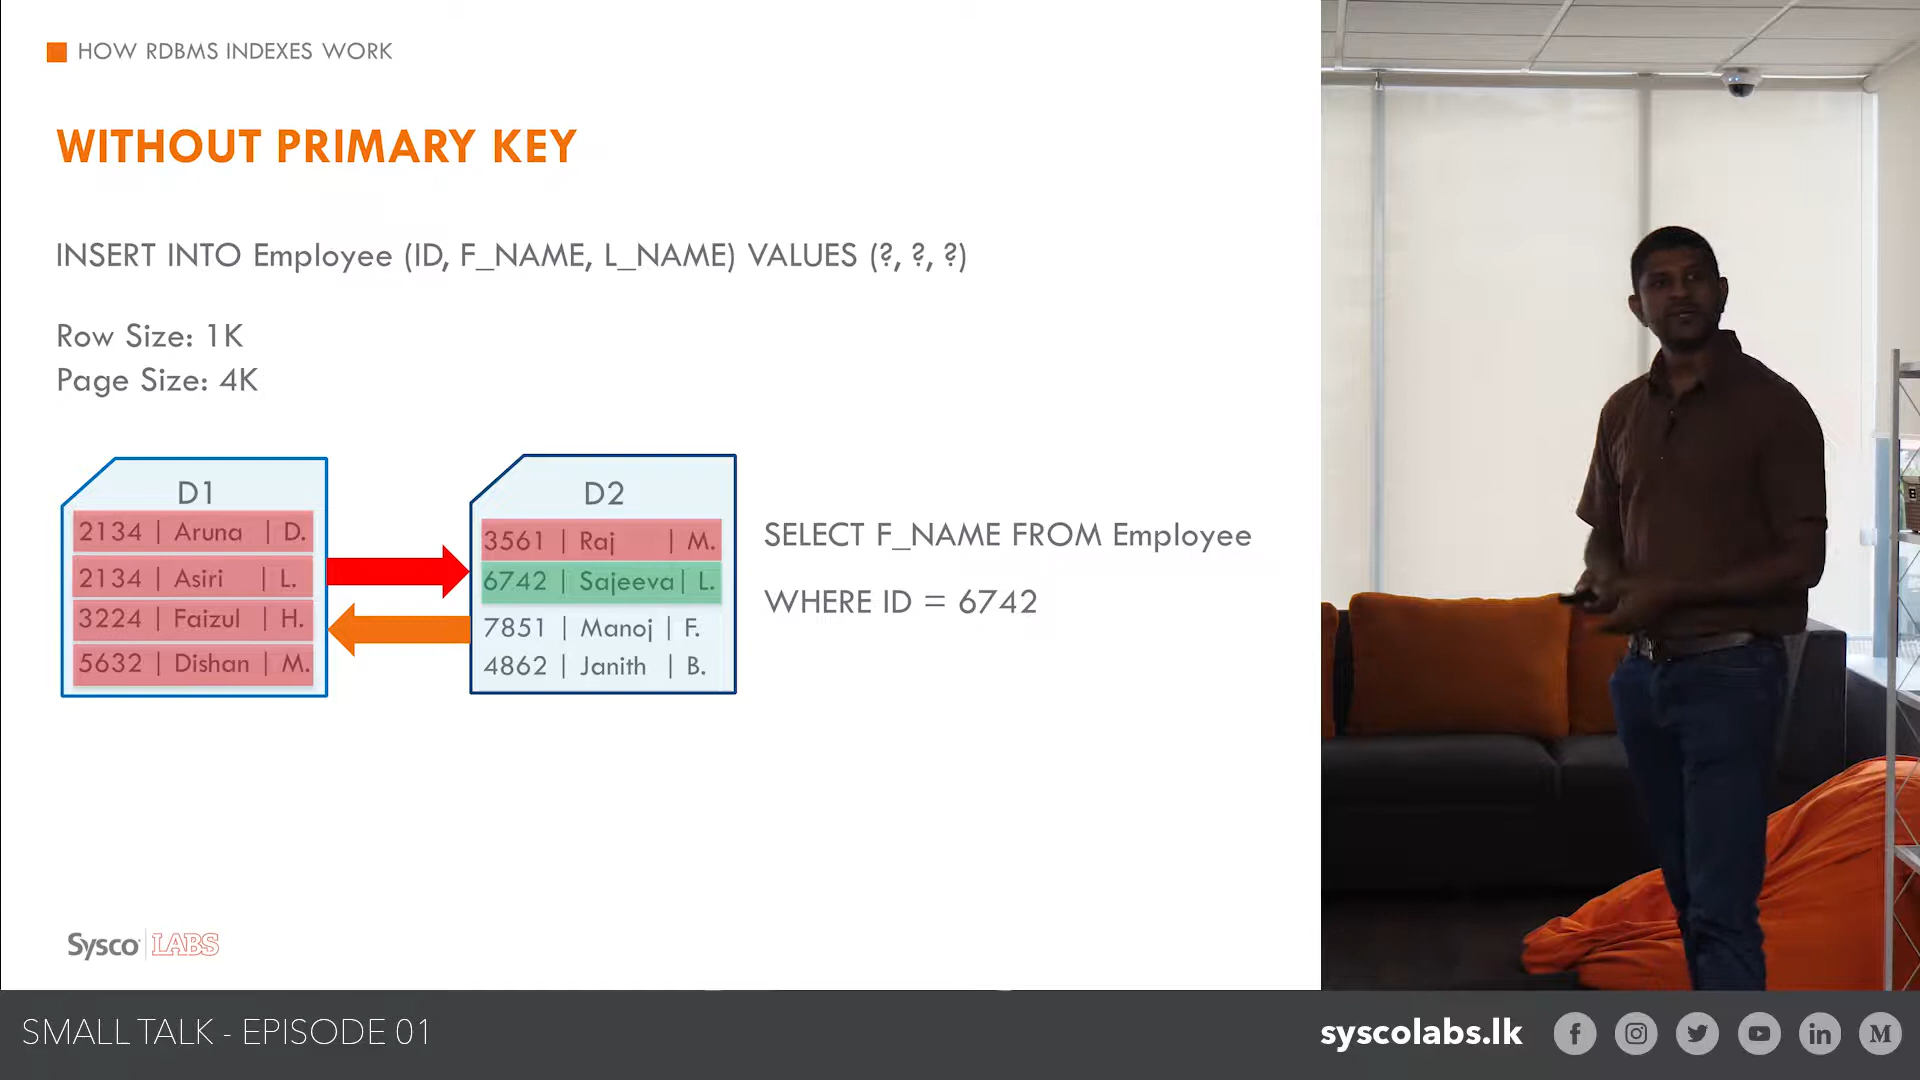 HOW RDBMS INDEXES WORK
WITHOUT PRIMARY KEY
INSERT INTO Employee (ID, F_NAME, L_NAME) VALUES (?, ?, ?)
Row Size: 1K
Page Size: 4K
D1
2134 | Aruna | D.
2134 | Asiri | L.
3224 | Faizul | H.
5632 | Dishan | M.
D2
3561 | Raj | M.
6742 | Sajeeva | L.
7851 | Manoj | F.
4862 | Janith | B.
SELECT F_NAME FROM Employee
WHERE ID = 6742
Sysco LABS
SMALL TALK - EPISODE 01
syscolabs.lk